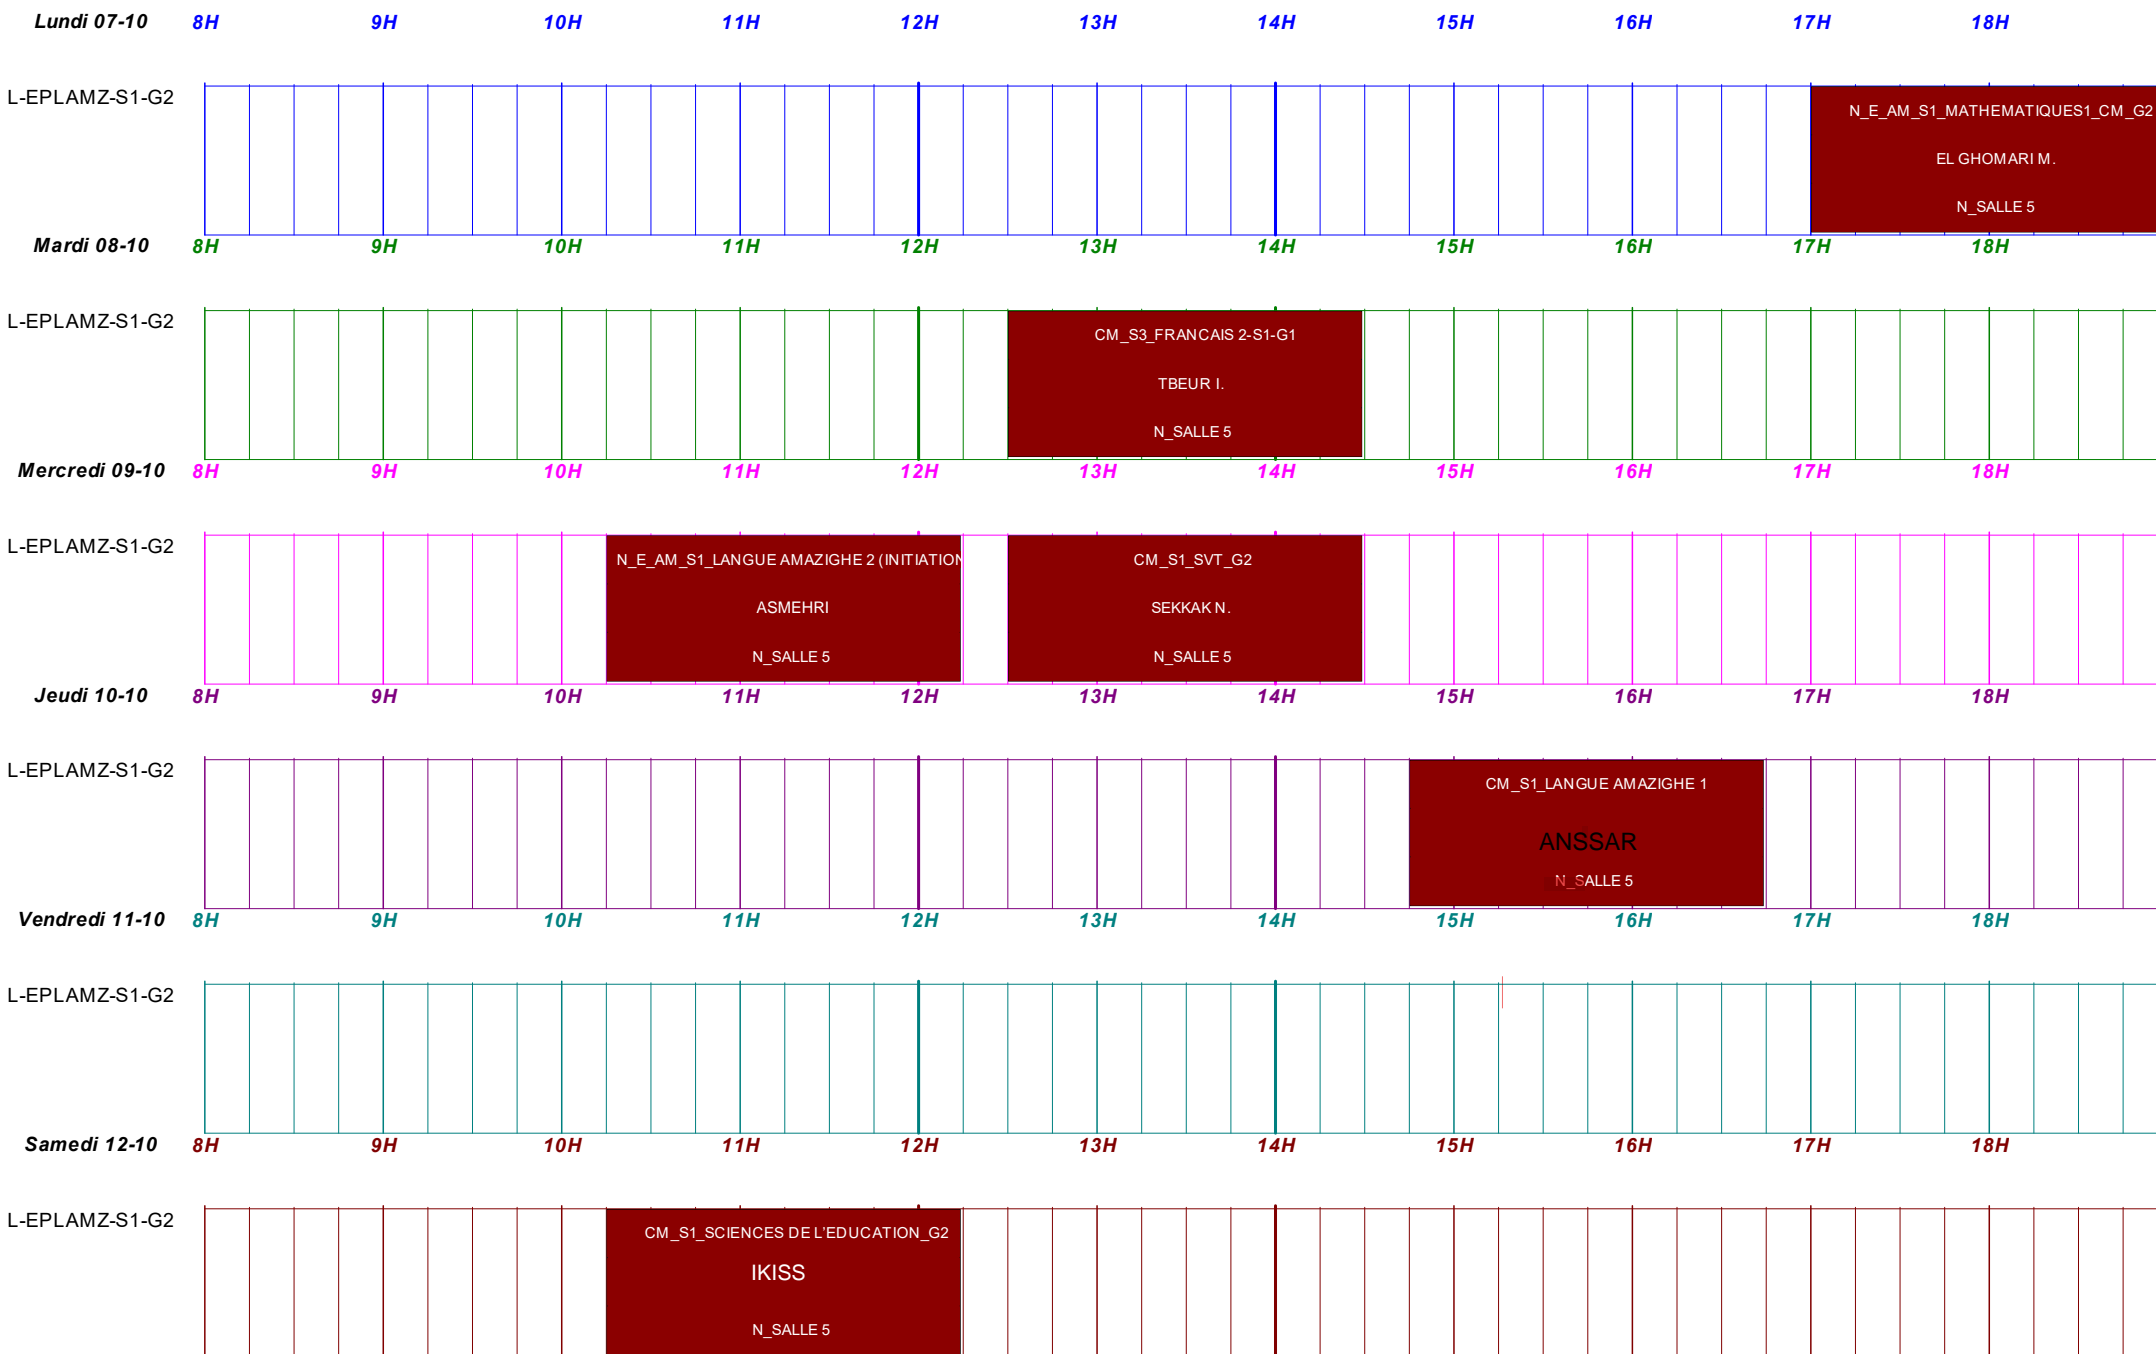 Lundi 07-10 8H 9H 10H 11H 12H 13H 14H 15H 16H 17H 18H
L-EPLAMZ-S1-G2
N_E_AM_S1_MATHEMATIQUES1_CM_G2
EL GHOMARI M.
N_SALLE 5
Mardi 08-10 8H 9H 10H 11H 12H 13H 14H 15H 16H 17H 18H
L-EPLAMZ-S1-G2
CM_S3_FRANCAIS 2-S1-G1
TBEUR I.
N_SALLE 5
Mercredi 09-10 8H 9H 10H 11H 12H 13H 14H 15H 16H 17H 18H
L-EPLAMZ-S1-G2
N_E_AM_S1_LANGUE AMAZIGHE 2 (INITIATION
ASMEHRI
N_SALLE 5
CM_S1_SVT_G2
SEKKAK N.
N_SALLE 5
Jeudi 10-10 8H 9H 10H 11H 12H 13H 14H 15H 16H 17H 18H
L-EPLAMZ-S1-G2
CM_S1_LANGUE AMAZIGHE 1
ANSSAR
N_SALLE 5
Vendredi 11-10 8H 9H 10H 11H 12H 13H 14H 15H 16H 17H 18H
L-EPLAMZ-S1-G2
Samedi 12-10 8H 9H 10H 11H 12H 13H 14H 15H 16H 17H 18H
L-EPLAMZ-S1-G2
CM_S1_SCIENCES DE L'EDUCATION_G2
IKISS
N_SALLE 5